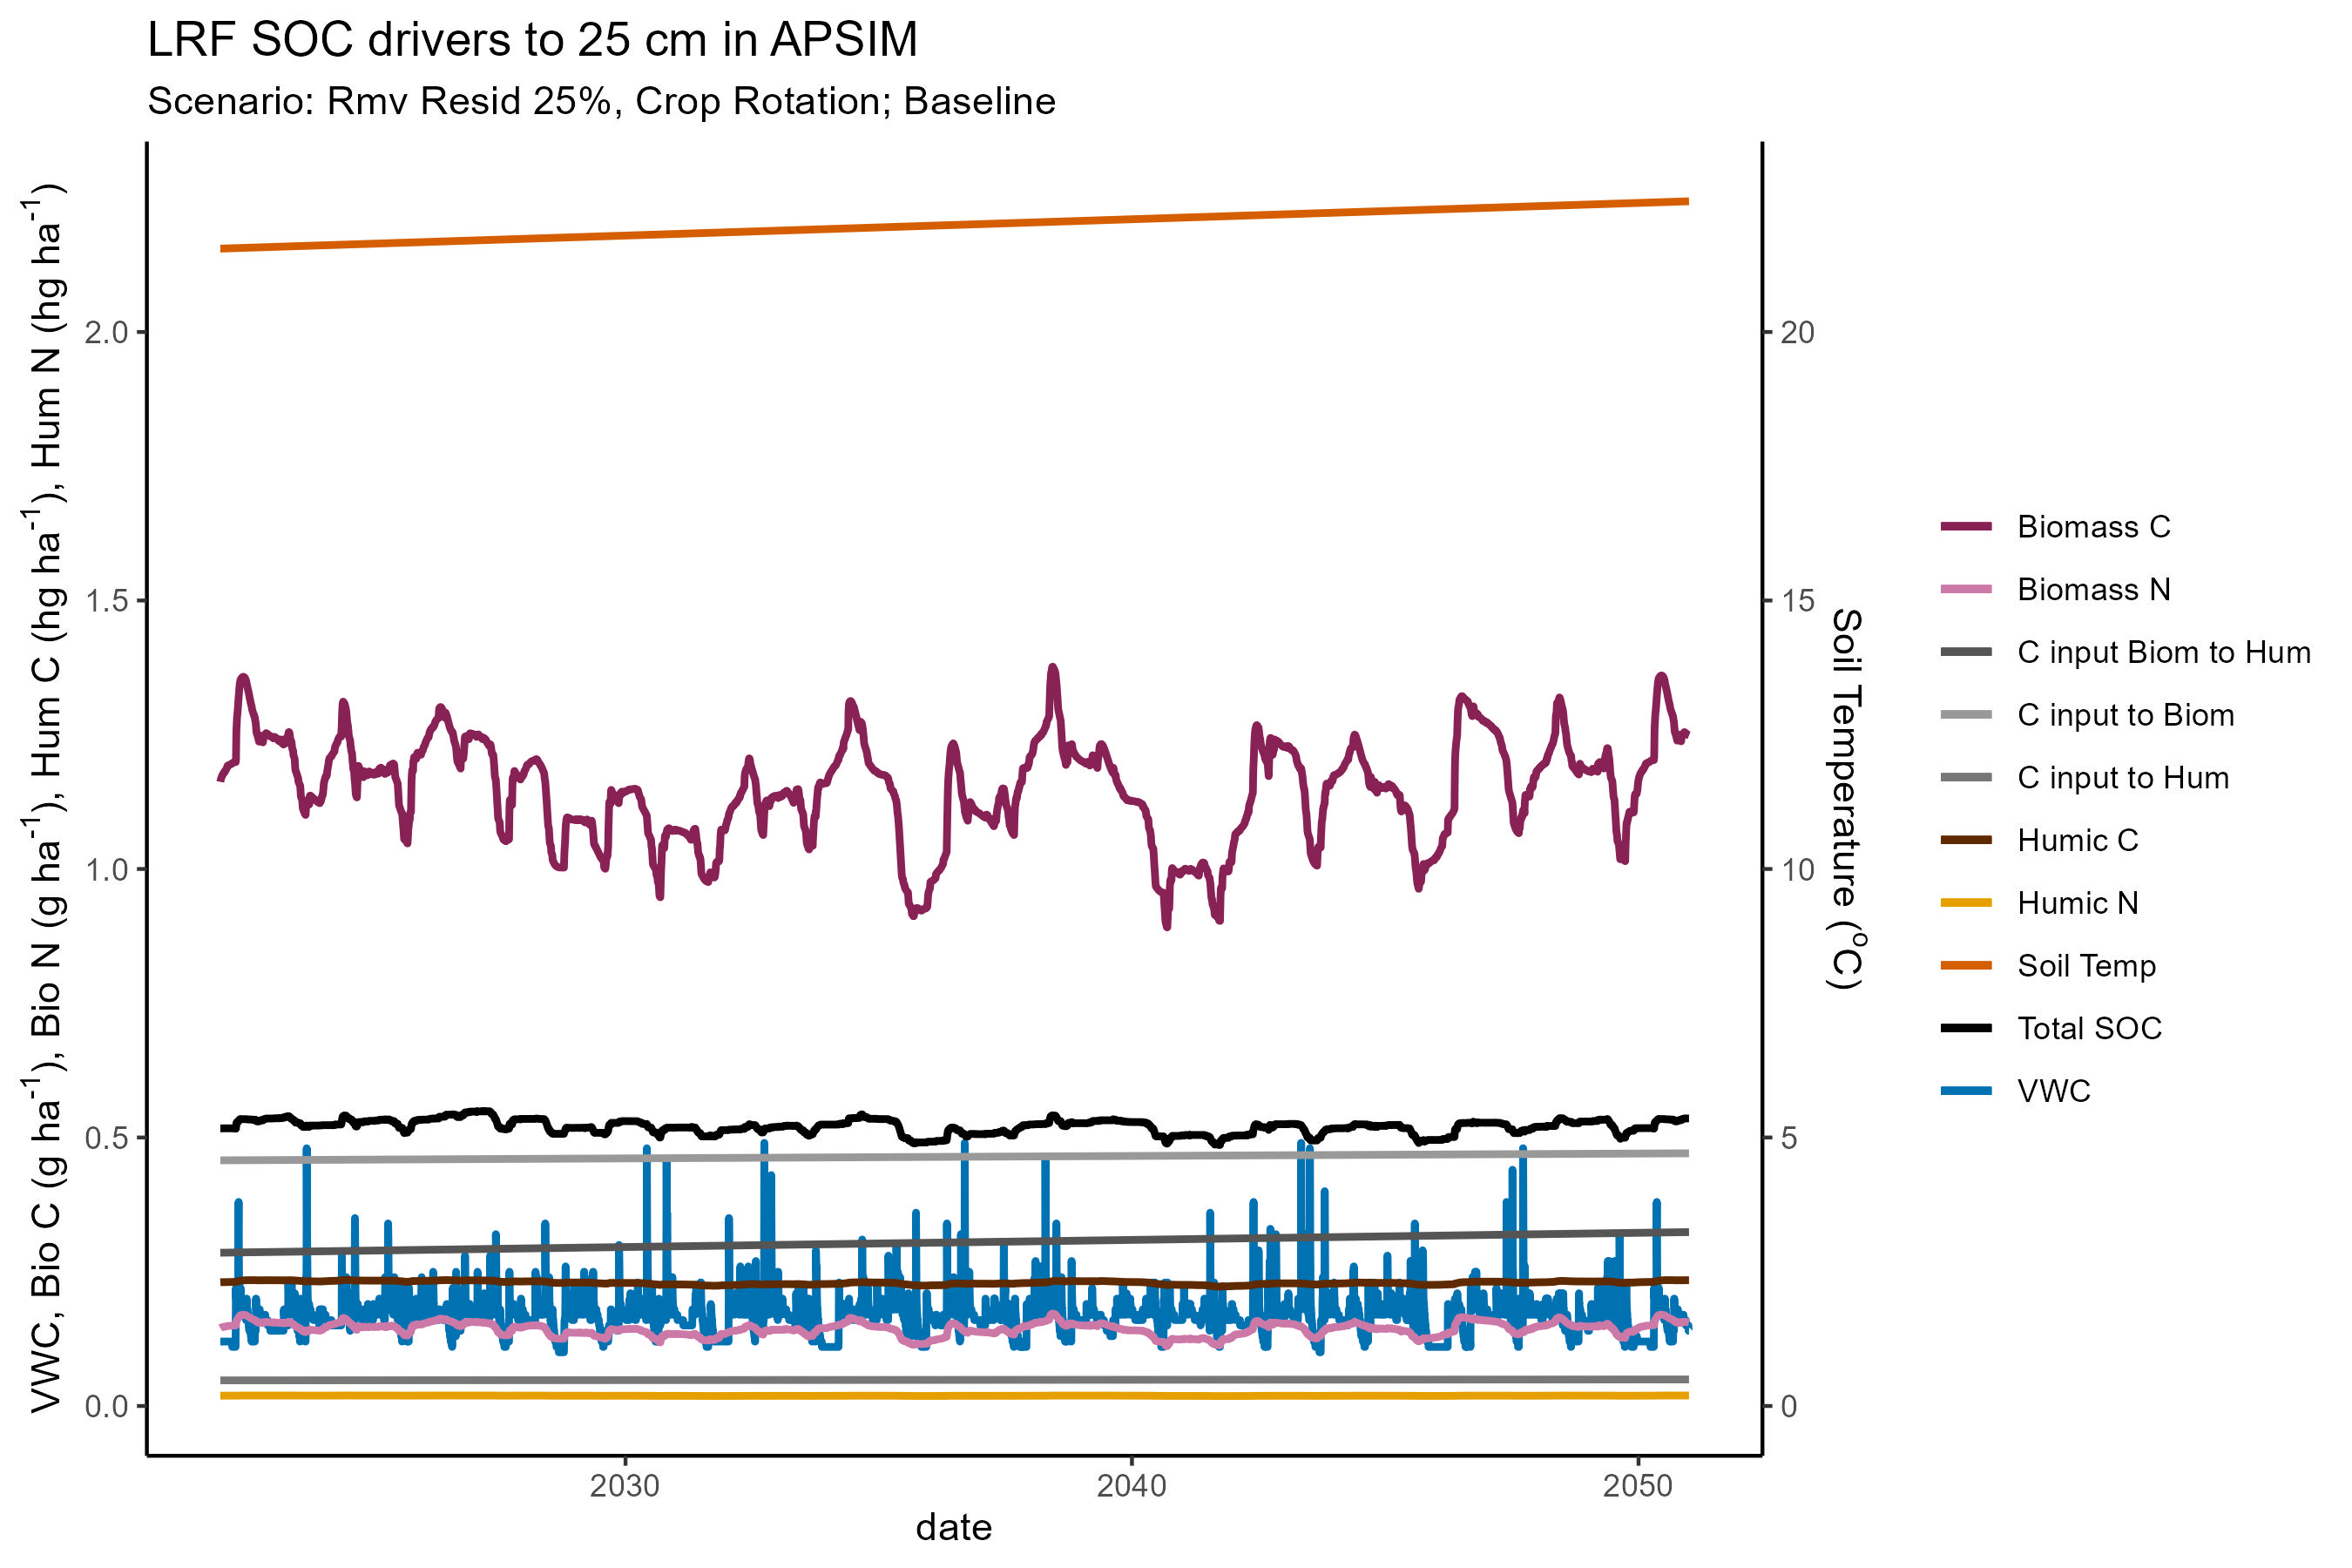 LRF SOC drivers to 25 cm in APSIM
Scenario: Rmv Resid 25%, Crop Rotation; Baseline
VWC, Bio C (g ha⁻¹), Bio N (g ha⁻¹), Hum C (hg ha⁻¹), Hum N (hg ha⁻¹)
2.0
1.5
1.0
0.5
0.0
20
15
10
5
0
Soil Temperature (°C)
2030
2040
2050
date
Biomass C
Biomass N
C input Biom to Hum
C input to Biom
C input to Hum
Humic C
Humic N
Soil Temp
Total SOC
VWC